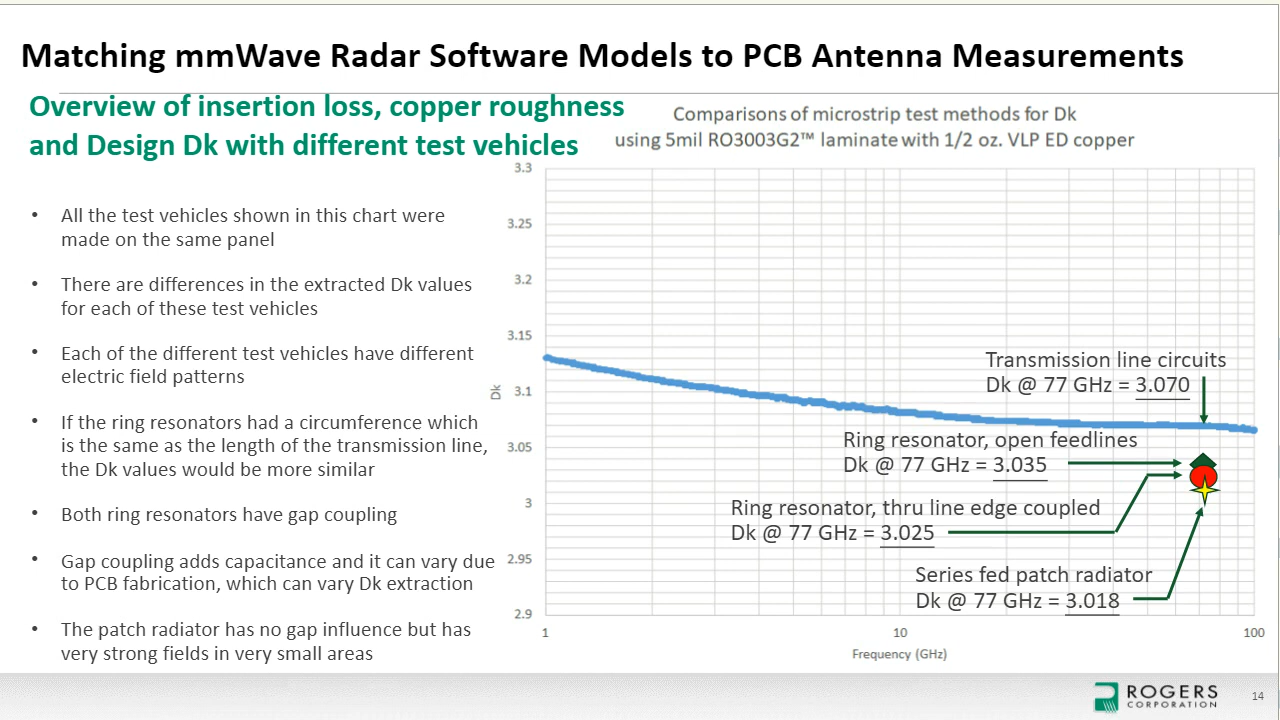 Matching mmWave Radar Software Models to PCB Antenna Measurements
Overview of insertion loss, copper roughness
and Design Dk with different test vehicles
• All the test vehicles shown in this chart were
made on the same panel
• There are differences in the extracted Dk values
for each of these test vehicles
• Each of the different test vehicles have different
electric field patterns
• If the ring resonators had a circumference which
is the same as the length of the transmission line,
the Dk values would be more similar
• Both ring resonators have gap coupling
• Gap coupling adds capacitance and it can vary due
to PCB fabrication, which can vary Dk extraction
• The patch radiator has no gap influence but has
very strong fields in very small areas
Comparisons of microstrip test methods for Dk
using 5mil RO3003G2™ laminate with 1/2 oz. VLP ED copper
3.3
3.25
3.2
3.15
3.1
3.05
3
2.95
2.9
Dk
Transmission line circuits
Dk @ 77 GHz = 3.070
Ring resonator, open feedlines
Dk @ 77 GHz = 3.035
Ring resonator, thru line edge coupled
Dk @ 77 GHz = 3.025
Series fed patch radiator
Dk @ 77 GHz = 3.018
1 10 100
Frequency (GHz)
ROGERS
CORPORATION
14